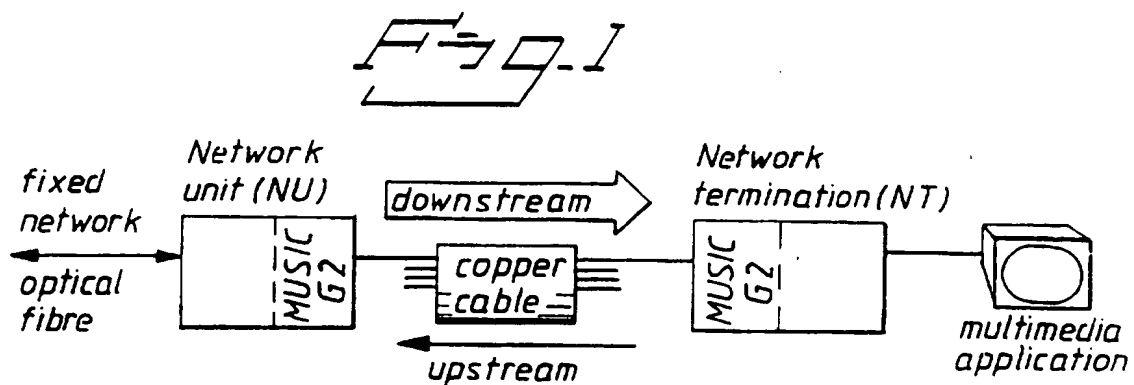 Fig.1
fixed
network
optical
fibre
Network
unit (NU)
MUSIC
G2
downstream
copper
cable
upstream
Network
termination (NT)
MUSIC
G2
multimedia
application